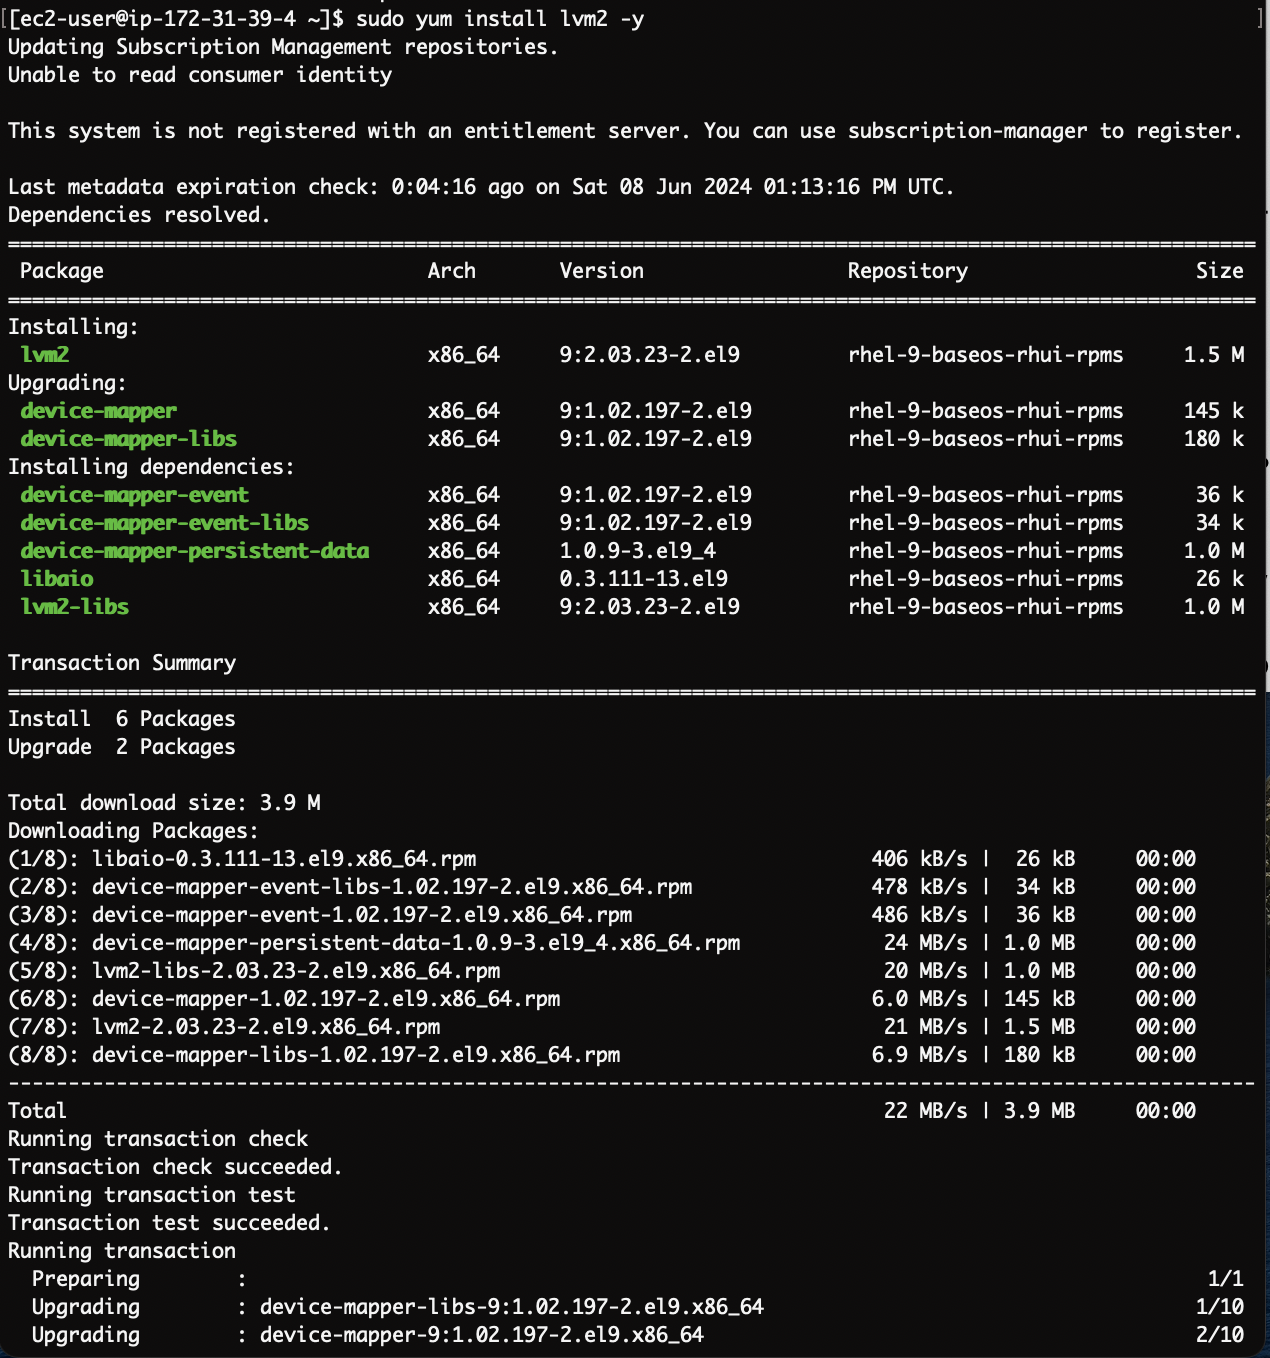 [ec2-user@ip-172-31-39-4 ~]$ sudo yum install lvm2 -y
Updating Subscription Management repositories.
Unable to read consumer identity
This system is not registered with an entitlement server. You can use subscription-manager to register.
Last metadata expiration check: 0:04:16 ago on Sat 08 Jun 2024 01:13:16 PM UTC.
Dependencies resolved.
Package Arch Version Repository Size
Installing:
lvm2 x86_64 9:2.03.23-2.el9 rhel-9-baseos-rhui-rpms 1.5 M
Upgrading:
device-mapper x86_64 9:1.02.197-2.el9 rhel-9-baseos-rhui-rpms 145 k
device-mapper-libs x86_64 9:1.02.197-2.el9 rhel-9-baseos-rhui-rpms 180 k
Installing dependencies:
device-mapper-event x86_64 9:1.02.197-2.el9 rhel-9-baseos-rhui-rpms 36 k
device-mapper-event-libs x86_64 9:1.02.197-2.el9 rhel-9-baseos-rhui-rpms 34 k
device-mapper-persistent-data x86_64 1.0.9-3.el9_4 rhel-9-baseos-rhui-rpms 1.0 M
libaio x86_64 0.3.111-13.el9 rhel-9-baseos-rhui-rpms 26 k
lvm2-libs x86_64 9:2.03.23-2.el9 rhel-9-baseos-rhui-rpms 1.0 M
Transaction Summary
Install 6 Packages
Upgrade 2 Packages
Total download size: 3.9 M
Downloading Packages:
(1/8): libaio-0.3.111-13.el9.x86_64.rpm 406 kB/s | 26 kB 00:00
(2/8): device-mapper-event-libs-1.02.197-2.el9.x86_64.rpm 478 kB/s | 34 kB 00:00
(3/8): device-mapper-event-1.02.197-2.el9.x86_64.rpm 486 kB/s | 36 kB 00:00
(4/8): device-mapper-persistent-data-1.0.9-3.el9_4.x86_64.rpm 24 MB/s | 1.0 MB 00:00
(5/8): lvm2-libs-2.03.23-2.el9.x86_64.rpm 20 MB/s | 1.0 MB 00:00
(6/8): device-mapper-1.02.197-2.el9.x86_64.rpm 6.0 MB/s | 145 kB 00:00
(7/8): lvm2-2.03.23-2.el9.x86_64.rpm 21 MB/s | 1.5 MB 00:00
(8/8): device-mapper-libs-1.02.197-2.el9.x86_64.rpm 6.9 MB/s | 180 kB 00:00
Total 22 MB/s | 3.9 MB 00:00
Running transaction check
Transaction check succeeded.
Running transaction test
Transaction test succeeded.
Running transaction
Preparing : 1/1
Upgrading : device-mapper-libs-9:1.02.197-2.el9.x86_64 1/10
Upgrading : device-mapper-9:1.02.197-2.el9.x86_64 2/10